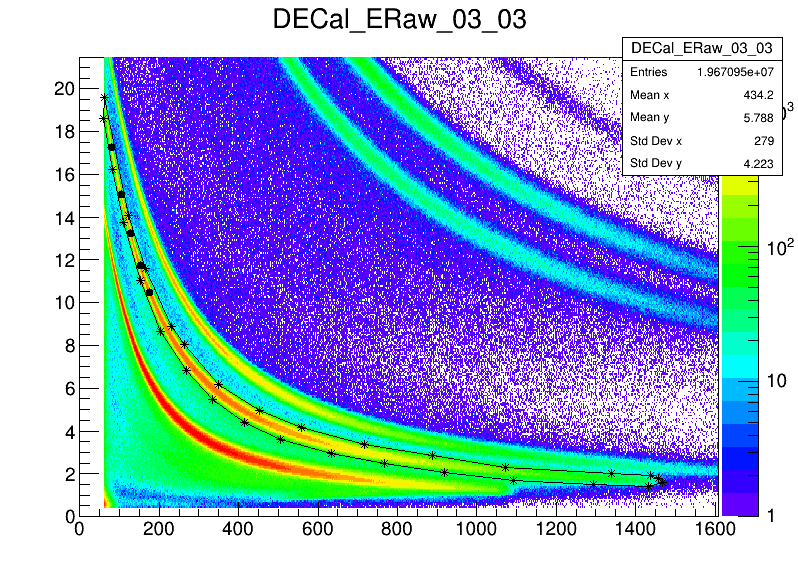 DECal_ERaw_03_03
DECal_ERaw_03_03
Entries 1.967095e+07
Mean x 434.2
Mean y 5.788
Std Dev x 279
Std Dev y 4.223
20
18
16
14
12
10
8
6
4
2
0
0 200 400 600 800 1000 1200 1400 1600
10²
10
1